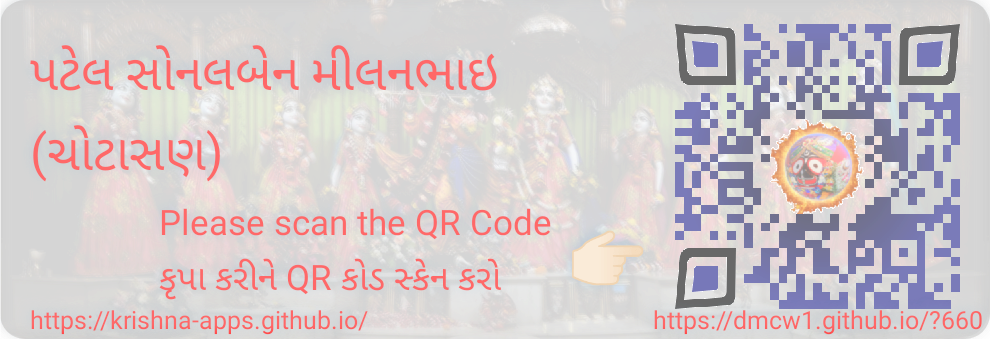 પટેલ સોનલબેન મીલનભાઇ
(ચોટાસણ)
Please scan the QR Code
કૃપા કરીને QR કોડ સ્કેન કરો
https://krishna-apps.github.io/
https://dmcw1.github.io/?660